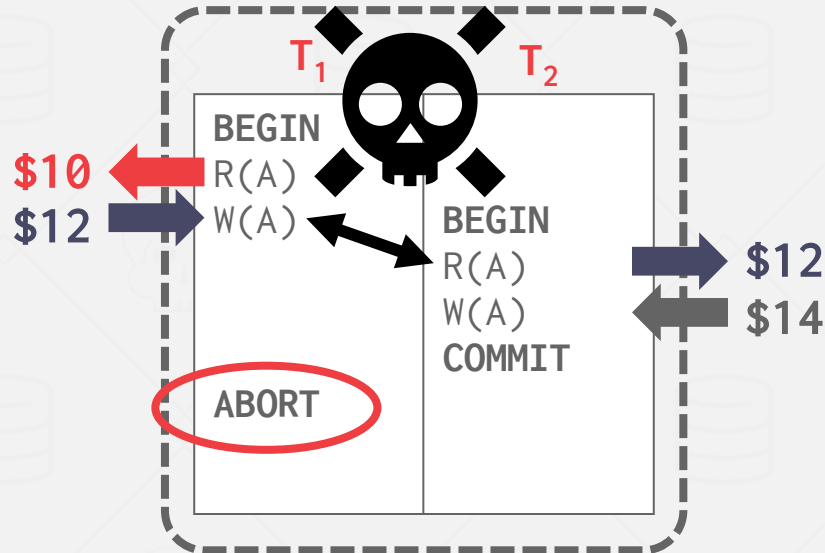 T₁
T₂
BEGIN
$10
R(A)
$12
W(A)
BEGIN
R(A)
$12
W(A)
$14
COMMIT
ABORT